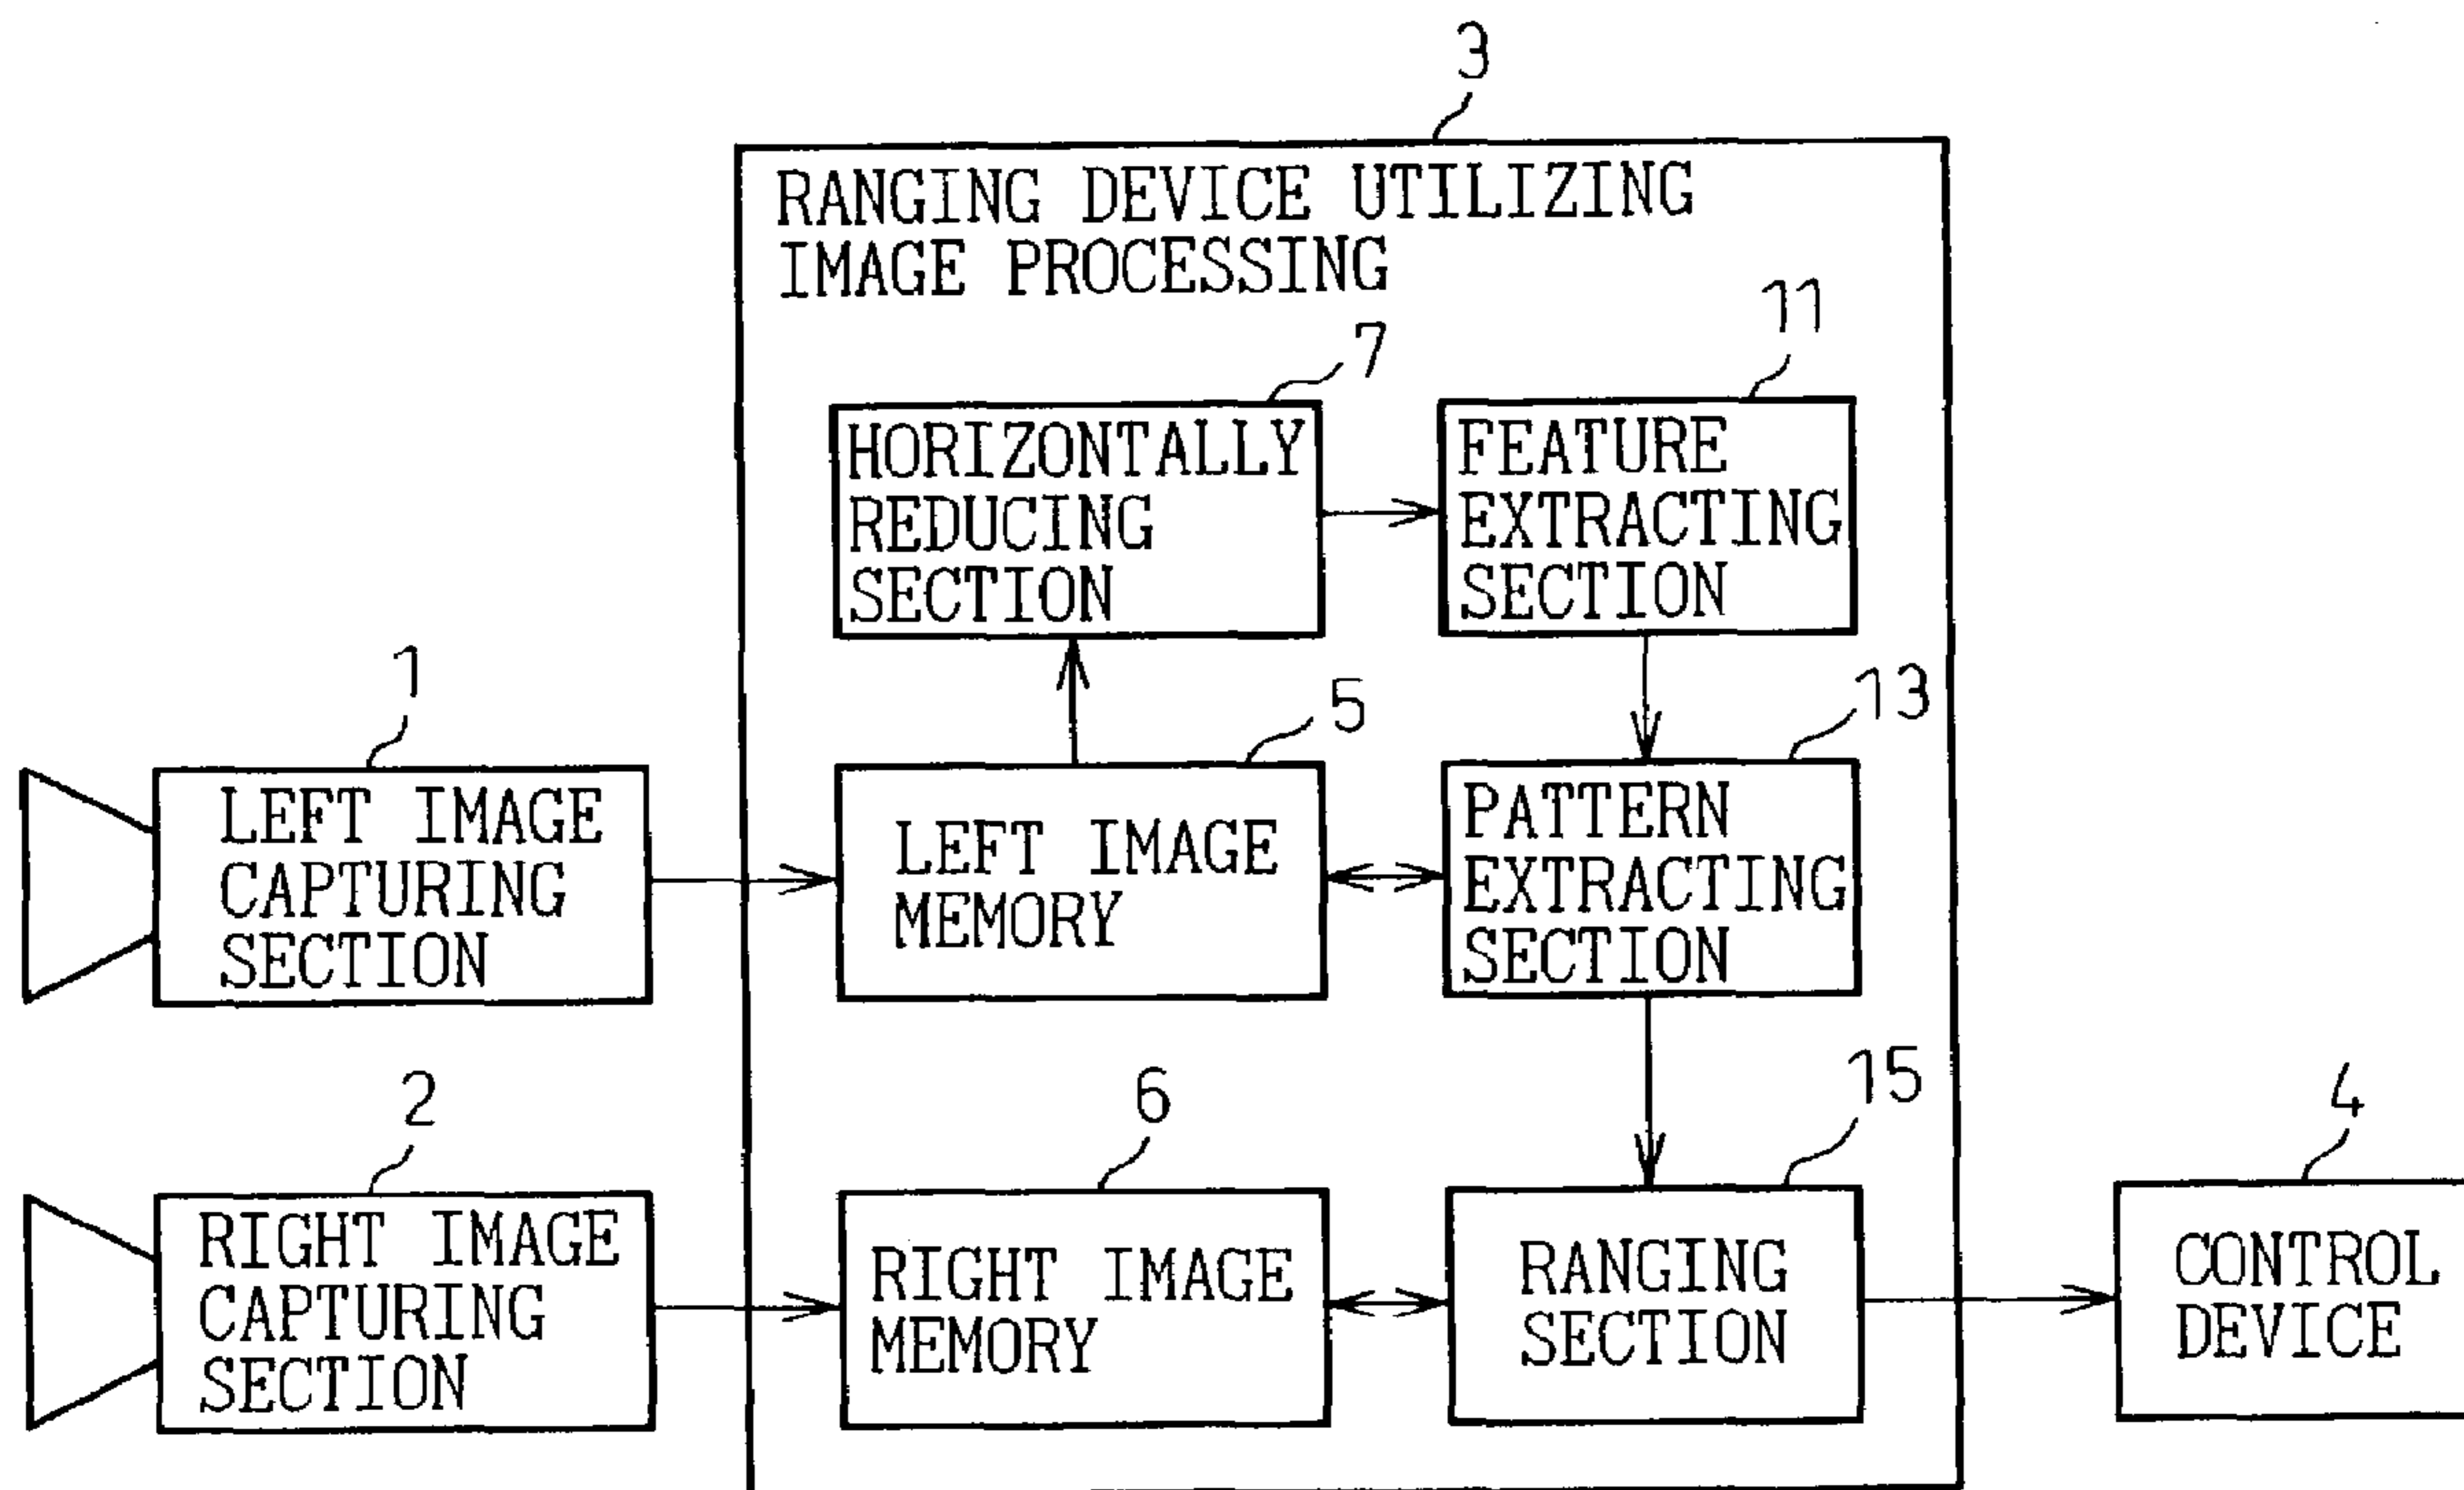 3
RANGING DEVICE UTILIZING
IMAGE PROCESSING
7
HORIZONTALLY
REDUCING
SECTION
11
FEATURE
EXTRACTING
SECTION
1
LEFT IMAGE
CAPTURING
SECTION
5
LEFT IMAGE
MEMORY
13
PATTERN
EXTRACTING
SECTION
2
RIGHT IMAGE
CAPTURING
SECTION
6
RIGHT IMAGE
MEMORY
15
RANGING
SECTION
4
CONTROL
DEVICE